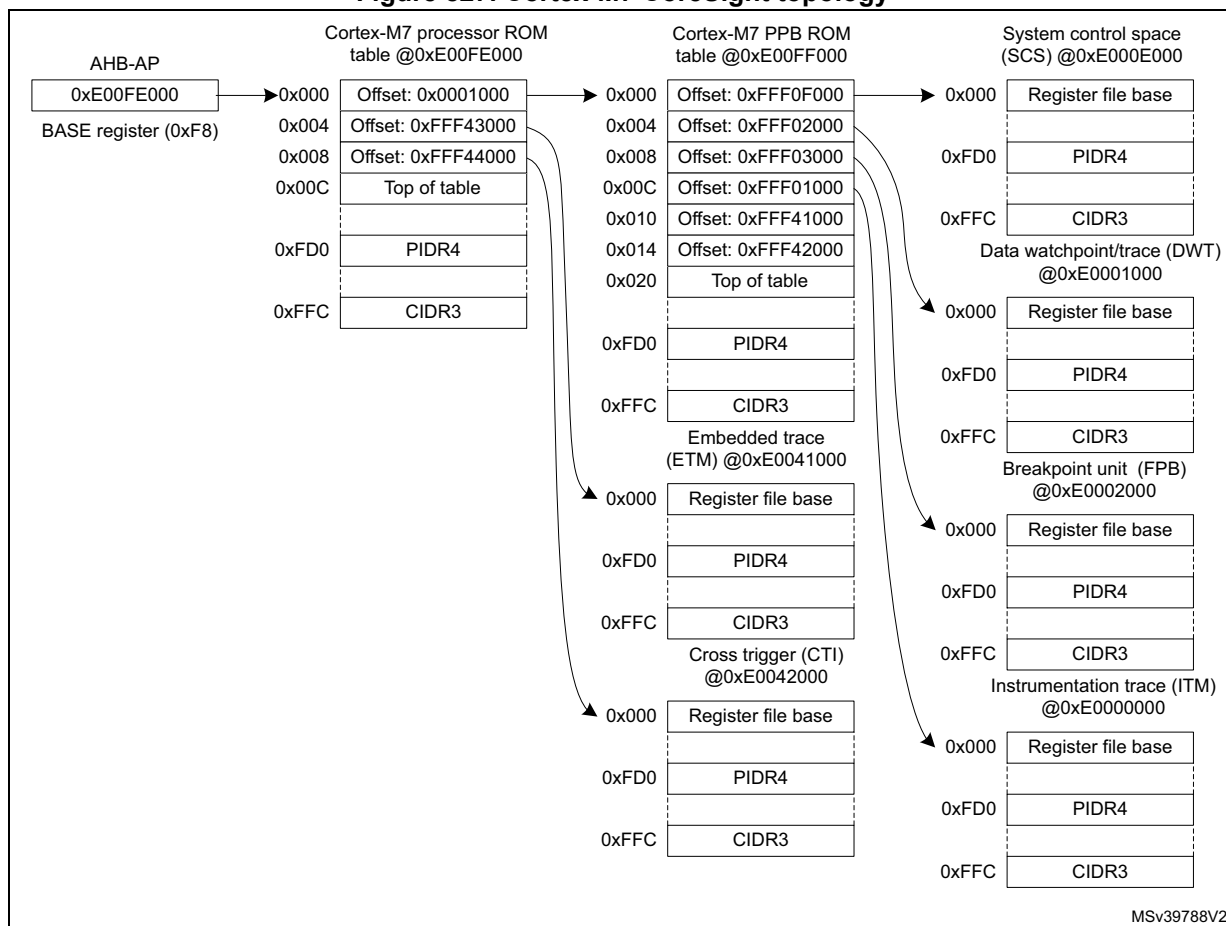 Figure 627. Cortex-M7 CoreSight topology
AHB-AP
0xE00FE000
BASE register (0xF8)
Cortex-M7 processor ROM
table @0xE00FE000
0x000 Offset: 0x0001000
0x004 Offset: 0xFFF43000
0x008 Offset: 0xFFF44000
0x00C Top of table
0xFD0 PIDR4
0xFFC CIDR3
Cortex-M7 PPB ROM
table @0xE00FF000
0x000 Offset: 0xFFF0F000
0x004 Offset: 0xFFF02000
0x008 Offset: 0xFFF03000
0x00C Offset: 0xFFF01000
0x010 Offset: 0xFFF41000
0x014 Offset: 0xFFF42000
0x020 Top of table
0xFD0 PIDR4
0xFFC CIDR3
Embedded trace
(ETM) @0xE0041000
0x000 Register file base
0xFD0 PIDR4
0xFFC CIDR3
Cross trigger (CTI)
@0xE0042000
0x000 Register file base
0xFD0 PIDR4
0xFFC CIDR3
System control space
(SCS) @0xE000E000
0x000 Register file base
0xFD0 PIDR4
0xFFC CIDR3
Data watchpoint/trace (DWT)
@0xE0001000
0x000 Register file base
0xFD0 PIDR4
0xFFC CIDR3
Breakpoint unit (FPB)
@0xE0002000
0x000 Register file base
0xFD0 PIDR4
0xFFC CIDR3
Instrumentation trace (ITM)
@0xE0000000
0x000 Register file base
0xFD0 PIDR4
0xFFC CIDR3
MSv39788V2